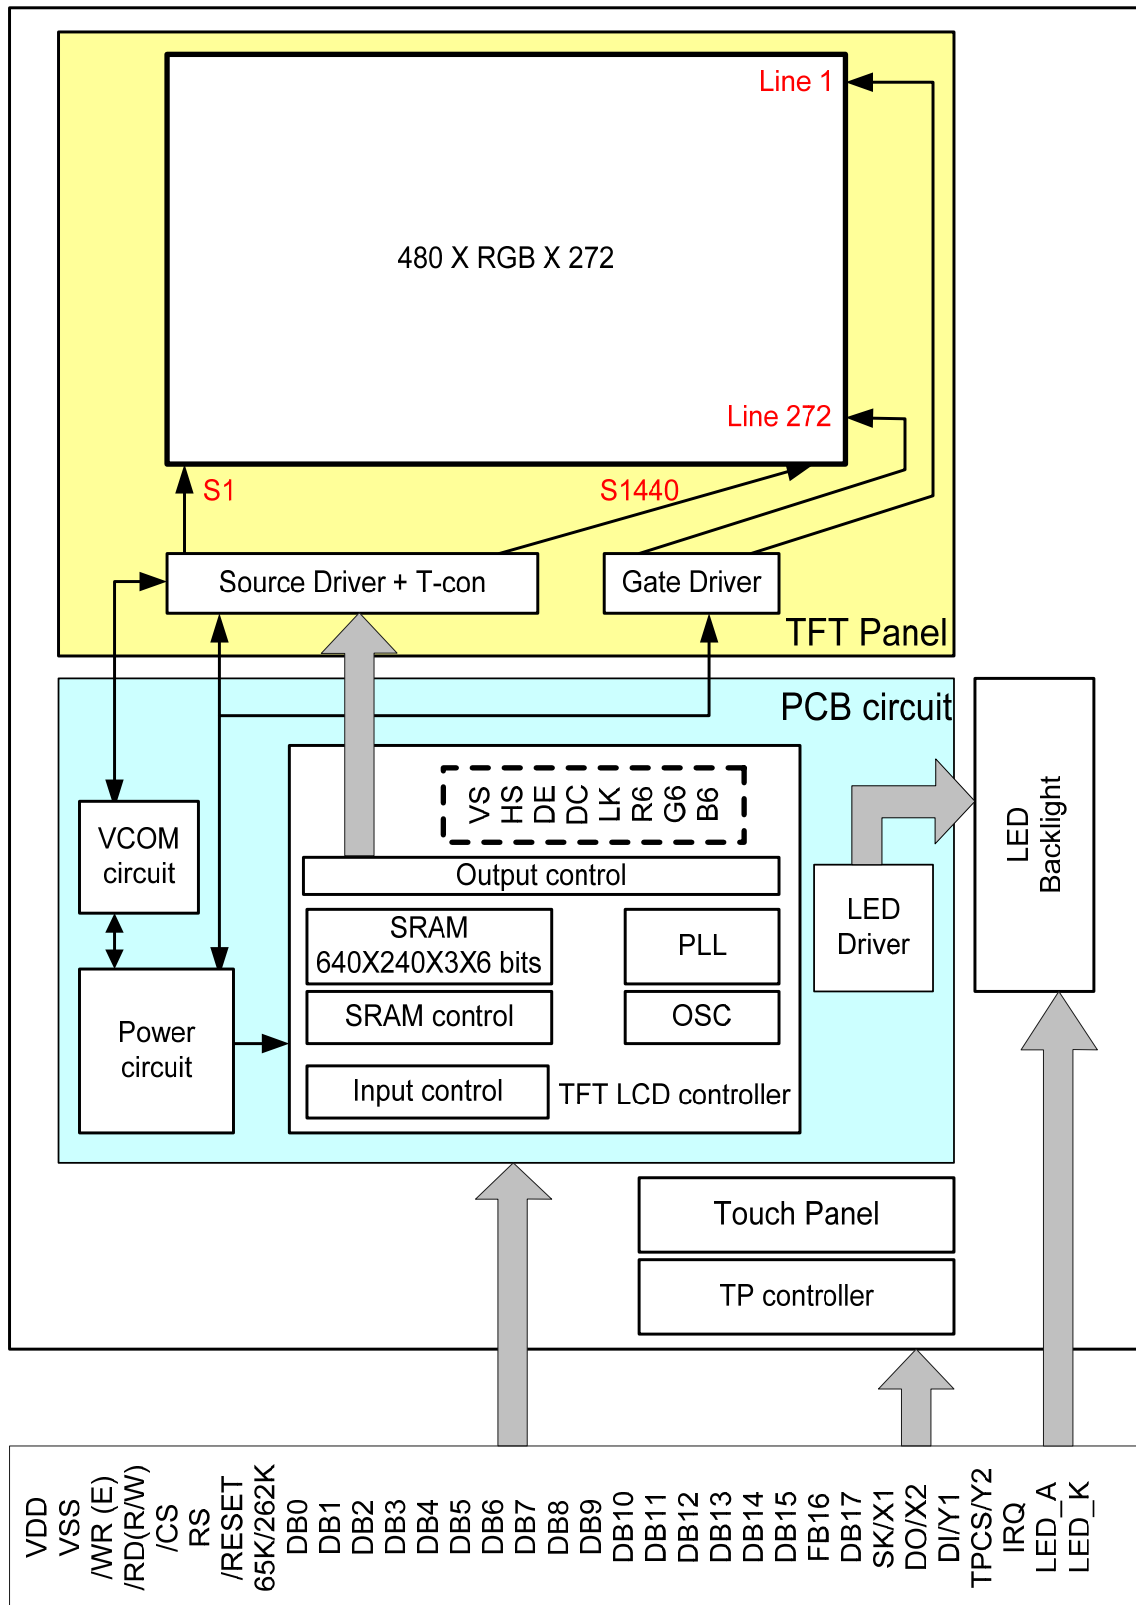 Line 1
480 X RGB X 272
Line 272
S1
S1440
Source Driver + T-con
Gate Driver
TFT Panel
PCB circuit
VS
HS
DE
DC
LK
R6
G6
B6
VCOM
circuit
Output control
LED
Driver
LED
Backlight
SRAM
640X240X3X6 bits
PLL
SRAM control
OSC
Power
circuit
Input control
TFT LCD controller
Touch Panel
TP controller
VDD
VSS
/WR (E)
/RD(R/W)
/CS
RS
/RESET
65K/262K
DB0
DB1
DB2
DB3
DB4
DB5
DB6
DB7
DB8
DB9
DB10
DB11
DB12
DB13
DB14
DB15
FB16
DB17
SK/X1
DO/X2
DI/Y1
TPCS/Y2
IRQ
LED_A
LED_K